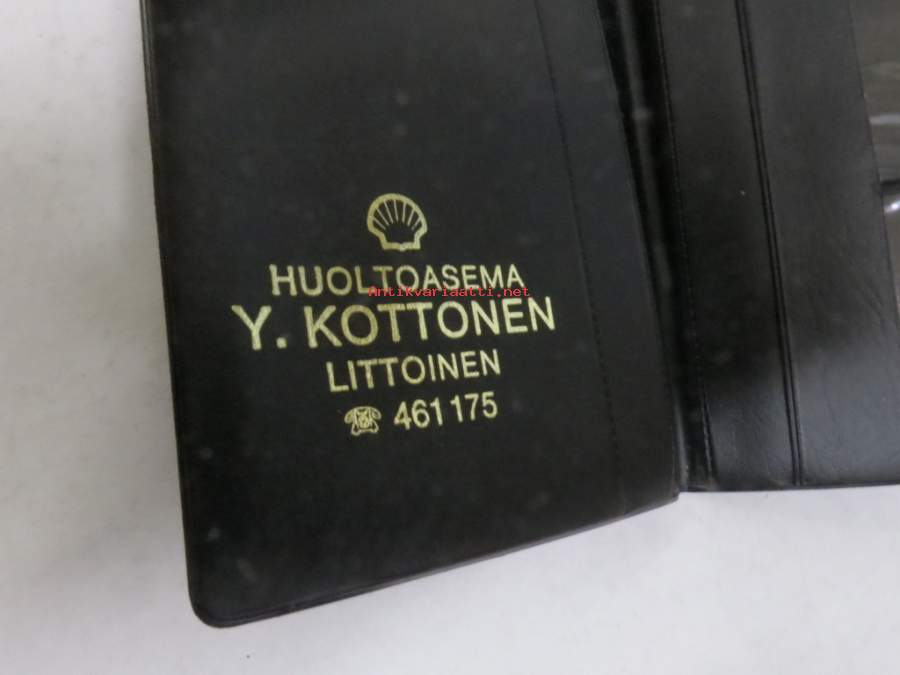 HUOLTOASEMA
Antikvariaatti.net
Y. KOTTONEN
LITTOINEN
☎ 461 175